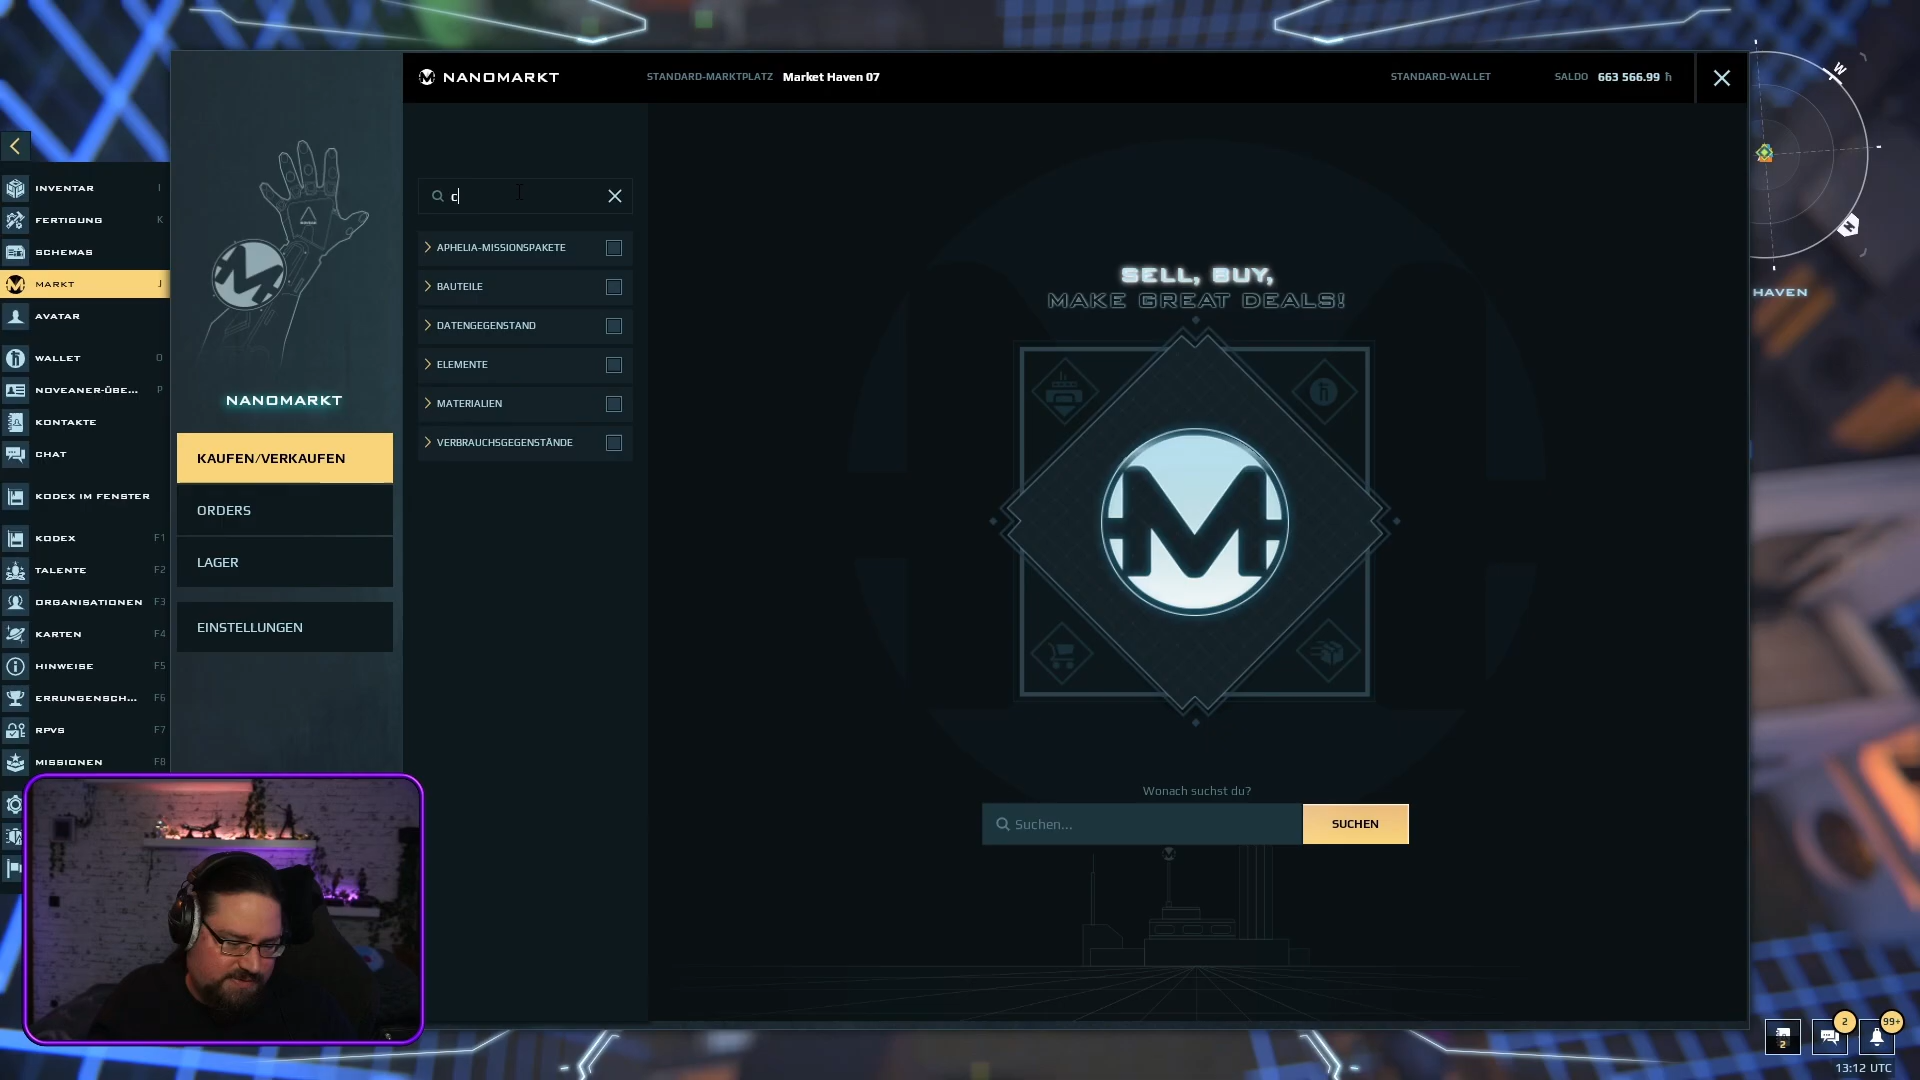 NANOMARKT
STANDARD-MARKTPLATZ Market Haven 07
STANDARD-WALLET
SALDO 663 566.99 ħ
INVENTAR I
FERTIGUNG K
SCHEMAS
MARKT J
AVATAR
WALLET O
NOVEANER-ÜBE... P
KONTAKTE
CHAT
KODEX IM FENSTER
KODEX F1
TALENTE F2
ORGANISATIONEN F3
KARTEN F4
HINWEISE F5
ERRUNGENSCH... F6
RPVS F7
MISSIONEN F8
NANOMARKT
KAUFEN/VERKAUFEN
ORDERS
LAGER
EINSTELLUNGEN
c
APHELIA-MISSIONSPAKETE
BAUTEILE
DATENGEGENSTAND
ELEMENTE
MATERIALIEN
VERBRAUCHSGEGENSTÄNDE
SELL, BUY,
MAKE GREAT DEALS!
Wonach suchst du?
Suchen...
SUCHEN
W
N
HAVEN
2
2
99+
13:12 UTC